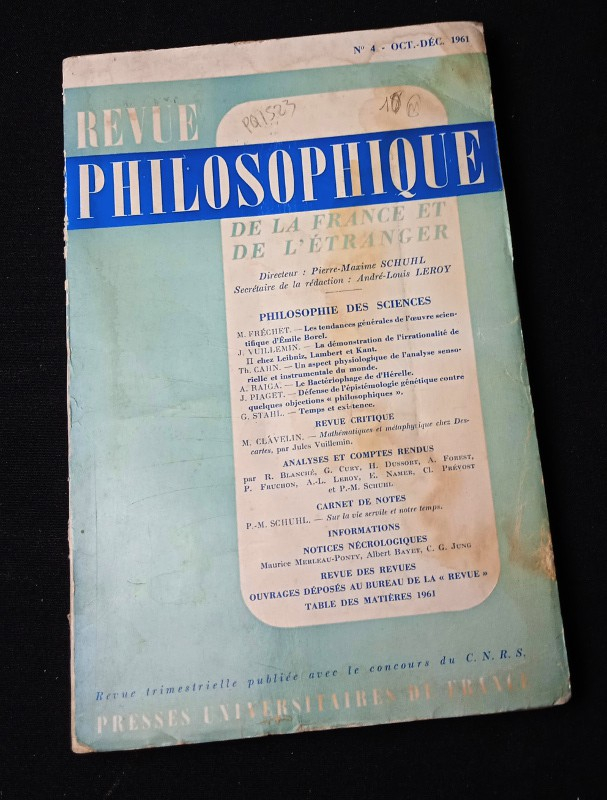 N° 4 - OCT.-DÉC. 1961
PQ1523
REVUE
PHILOSOPHIQUE
DE LA FRANCE ET
DE L'ÉTRANGER
Directeur : Pierre-Maxime SCHUHL
Secrétaire de la rédaction : André-Louis LEROY
PHILOSOPHIE DES SCIENCES
M. FRÉCHET. — Les tendances générales de l'œuvre scien-
tifique d'Émile Borel.
J. VUILLEMIN. — La démonstration de l'irrationalité de
Π chez Leibniz, Lambert et Kant.
Th. CAHN. — Un aspect physiologique de l'analyse senso-
rielle et instrumentale du monde.
A. RAIGA. — Le Bactériophage de d'Hérelle.
J. PIAGET. — Défense de l'épistémologie génétique contre
quelques objections « philosophiques ».
G. STAHL. — Temps et existence.
REVUE CRITIQUE
M. CLAVELIN. — Mathématiques et métaphysique chez Des-
cartes, par Jules Vuillemin.
ANALYSES ET COMPTES RENDUS
par R. BLANCHÉ, G. CURY, H. DUSSORT, A. FOREST,
P. FRUCHON, A.-L. LEROY, E. NAMER, Cl. PRÉVOST
et P.-M. SCHUHL
CARNET DE NOTES
P.-M. SCHUHL. — Sur la vie servile et notre temps.
INFORMATIONS
NOTICES NÉCROLOGIQUES
Maurice MERLEAU-PONTY, Albert BAYET, C. G. JUNG
REVUE DES REVUES
OUVRAGES DÉPOSÉS AU BUREAU DE LA « REVUE »
TABLE DES MATIÈRES 1961
Revue trimestrielle publiée avec le concours du C.N.R.S.
PRESSES UNIVERSITAIRES DE FRANCE